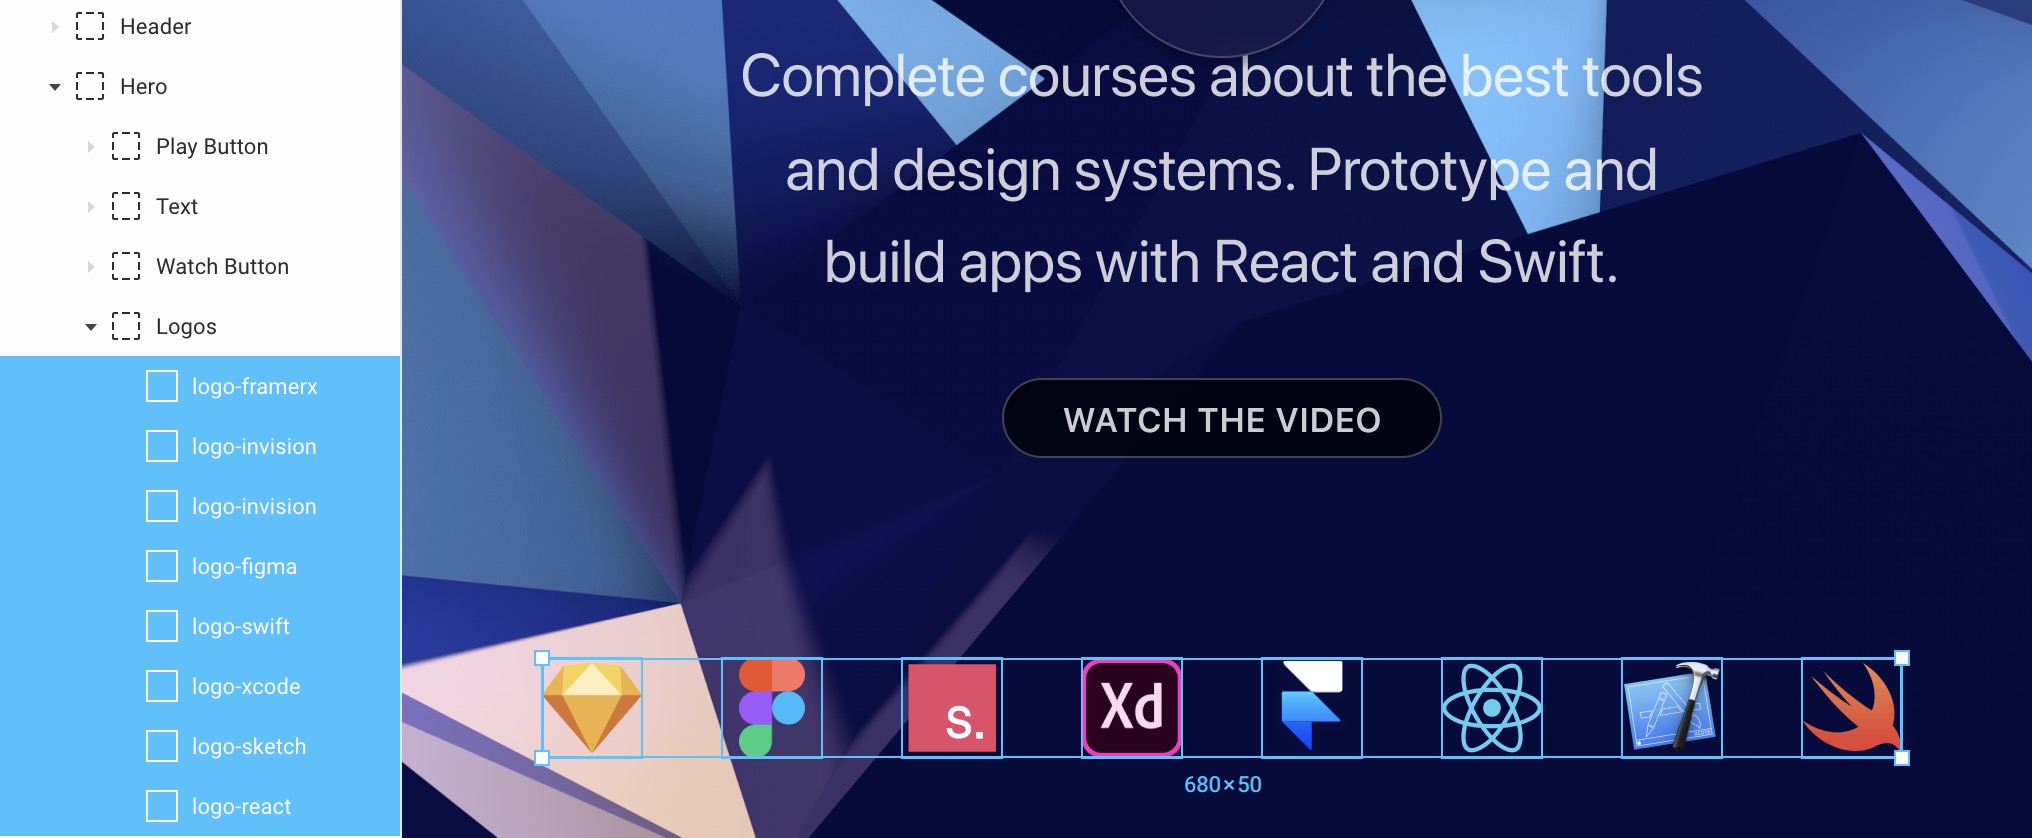 Header
Hero
Play Button
Text
Watch Button
Logos
logo-framerx
logo-invision
logo-invision
logo-figma
logo-swift
logo-xcode
logo-sketch
logo-react
Complete courses about the best tools
and design systems. Prototype and
build apps with React and Swift.
WATCH THE VIDEO
s.
Xd
680×50